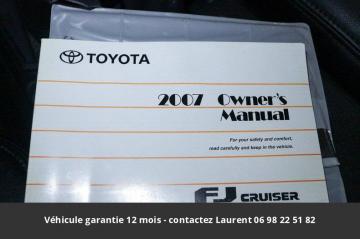 TOYOTA
2007 Owner's
Manual
For your safety and comfort,
read carefully and keep in the vehicle.
FJ CRUISER
Véhicule garantie 12 mois - contactez Laurent 06 98 22 51 82